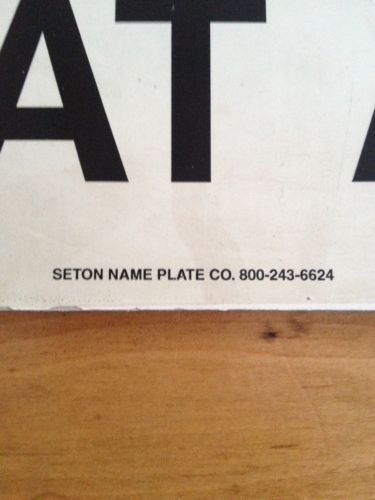 AT A
SETON NAME PLATE CO. 800-243-6624